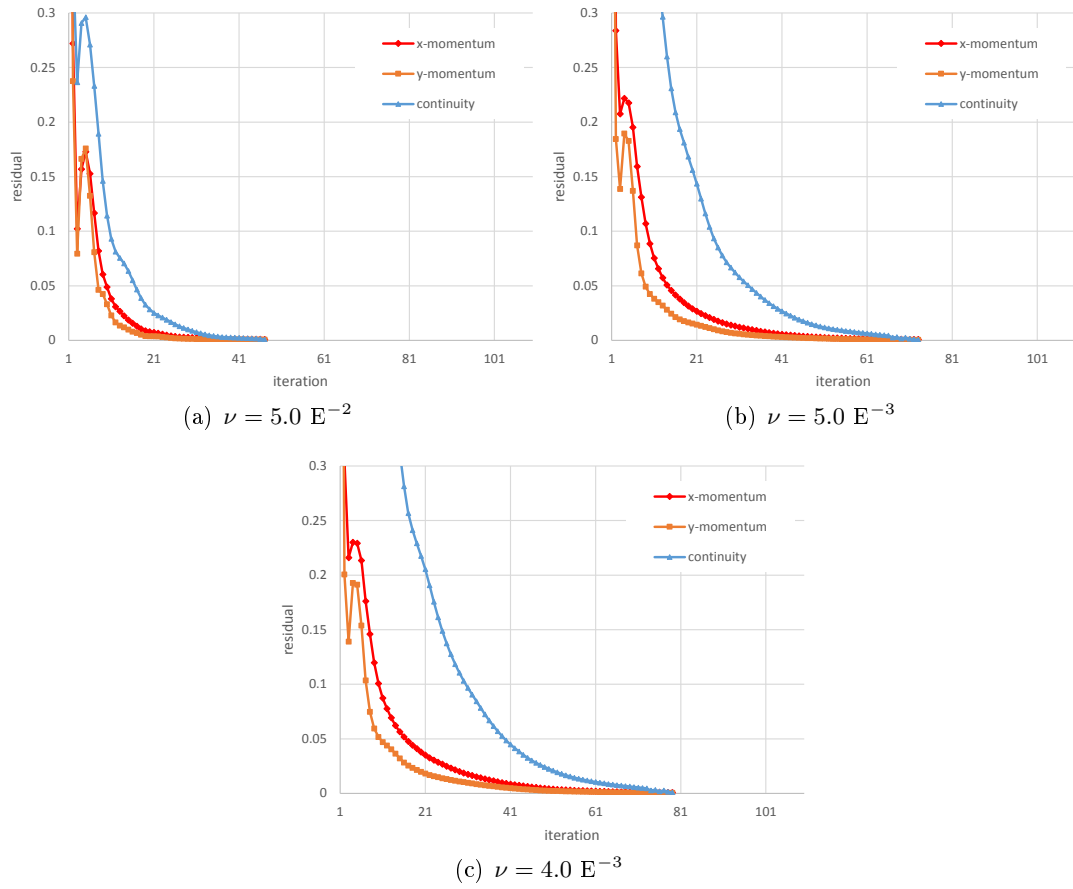 0.3
0.25
0.2
0.15
0.1
0.05
0
residual
x-momentum
y-momentum
continuity
1 21 41 61 81 101
iteration
(a) ν = 5.0 E⁻²
0.3
0.25
0.2
0.15
0.1
0.05
0
residual
x-momentum
y-momentum
continuity
1 21 41 61 81 101
iteration
(b) ν = 5.0 E⁻³
0.3
0.25
0.2
0.15
0.1
0.05
0
residual
x-momentum
y-momentum
continuity
1 21 41 61 81 101
iteration
(c) ν = 4.0 E⁻³